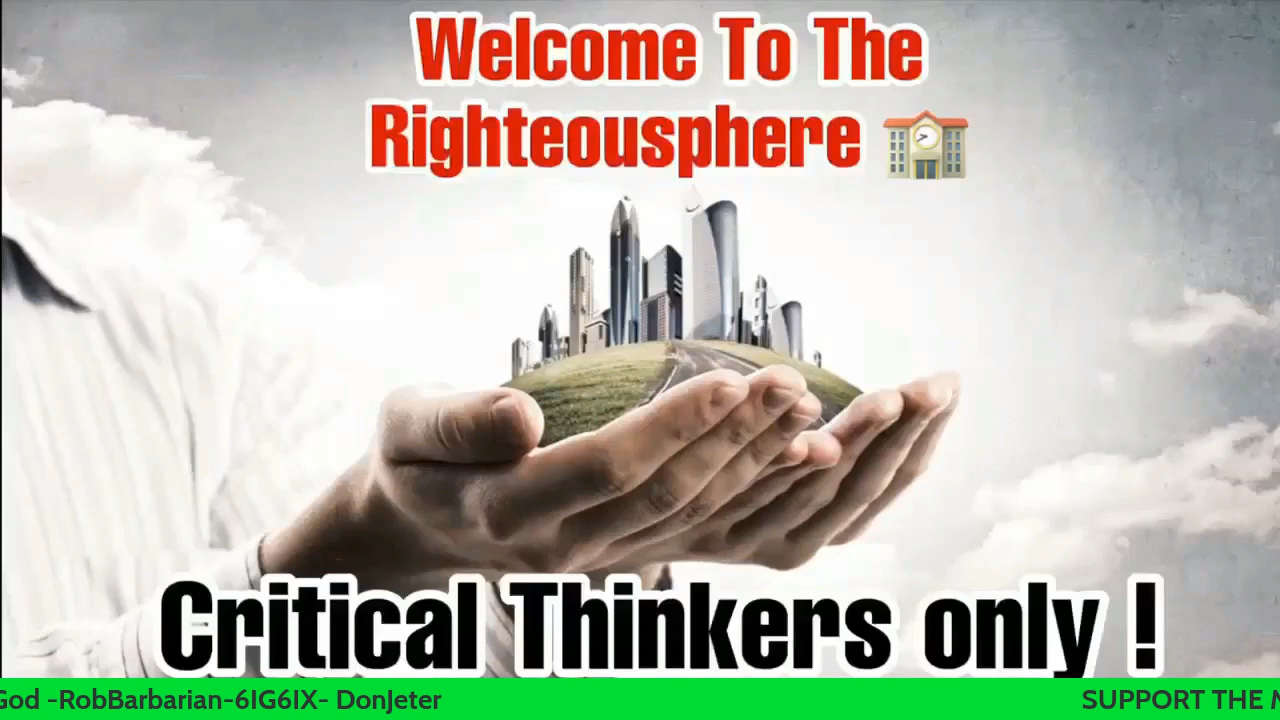 Welcome To The
Righteousphere
Critical Thinkers only !
God -RobBarbarian-6IG6IX- DonJeter
SUPPORT THE